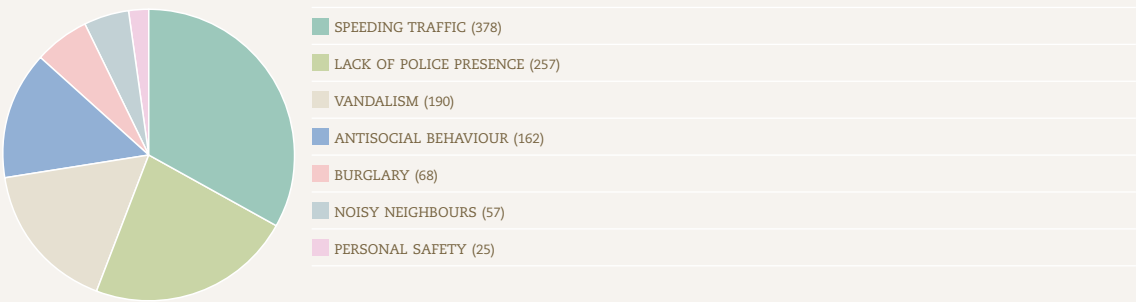 SPEEDING TRAFFIC (378)
LACK OF POLICE PRESENCE (257)
VANDALISM (190)
ANTISOCIAL BEHAVIOUR (162)
BURGLARY (68)
NOISY NEIGHBOURS (57)
PERSONAL SAFETY (25)